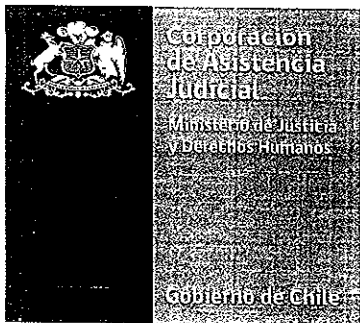 Corporación
de Asistencia
Judicial
Ministerio de Justicia
y Derechos Humanos
Gobierno de Chile